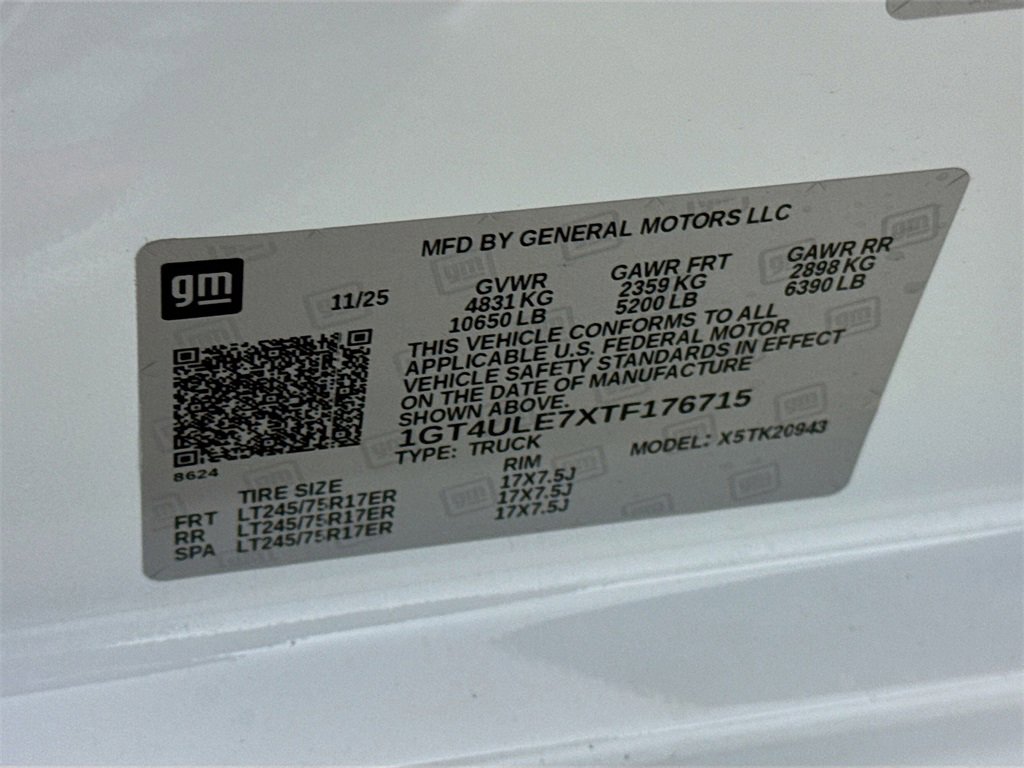 MFD BY GENERAL MOTORS LLC
gm
11/25
GVWR
4831 KG
10650 LB
GAWR FRT
2359 KG
5200 LB
GAWR RR
2898 KG
6390 LB
THIS VEHICLE CONFORMS TO ALL
APPLICABLE U.S. FEDERAL MOTOR
VEHICLE SAFETY STANDARDS IN EFFECT
ON THE DATE OF MANUFACTURE
SHOWN ABOVE.
1GT4ULE7XTF176715
TYPE: TRUCK
MODEL: X5TK20943
8624
TIRE SIZE RIM
FRT LT245/75R17ER 17X7.5J
RR LT245/75R17ER 17X7.5J
SPA LT245/75R17ER 17X7.5J